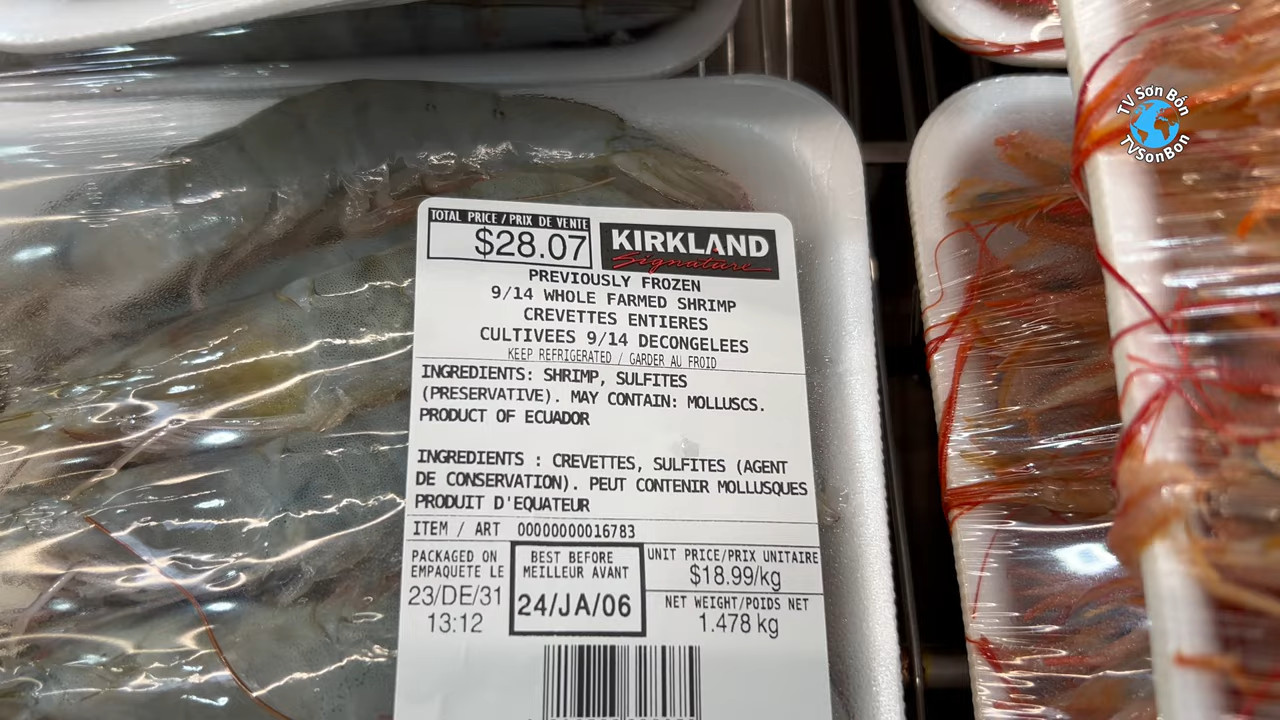 TV Sơn Bốn
TVSonBon
TOTAL PRICE / PRIX DE VENTE
$28.07
KIRKLAND
Signature
PREVIOUSLY FROZEN
9/14 WHOLE FARMED SHRIMP
CREVETTES ENTIERES
CULTIVEES 9/14 DECONGELEES
KEEP REFRIGERATED / GARDER AU FROID
INGREDIENTS: SHRIMP, SULFITES
(PRESERVATIVE). MAY CONTAIN: MOLLUSCS.
PRODUCT OF ECUADOR
INGREDIENTS : CREVETTES, SULFITES (AGENT
DE CONSERVATION). PEUT CONTENIR MOLLUSQUES
PRODUIT D'EQUATEUR
ITEM / ART 00000000016783
PACKAGED ON
EMPAQUETE LE
23/DE/31
13:12
BEST BEFORE
MEILLEUR AVANT
24/JA/06
UNIT PRICE/PRIX UNITAIRE
$18.99/kg
NET WEIGHT/POIDS NET
1.478 kg